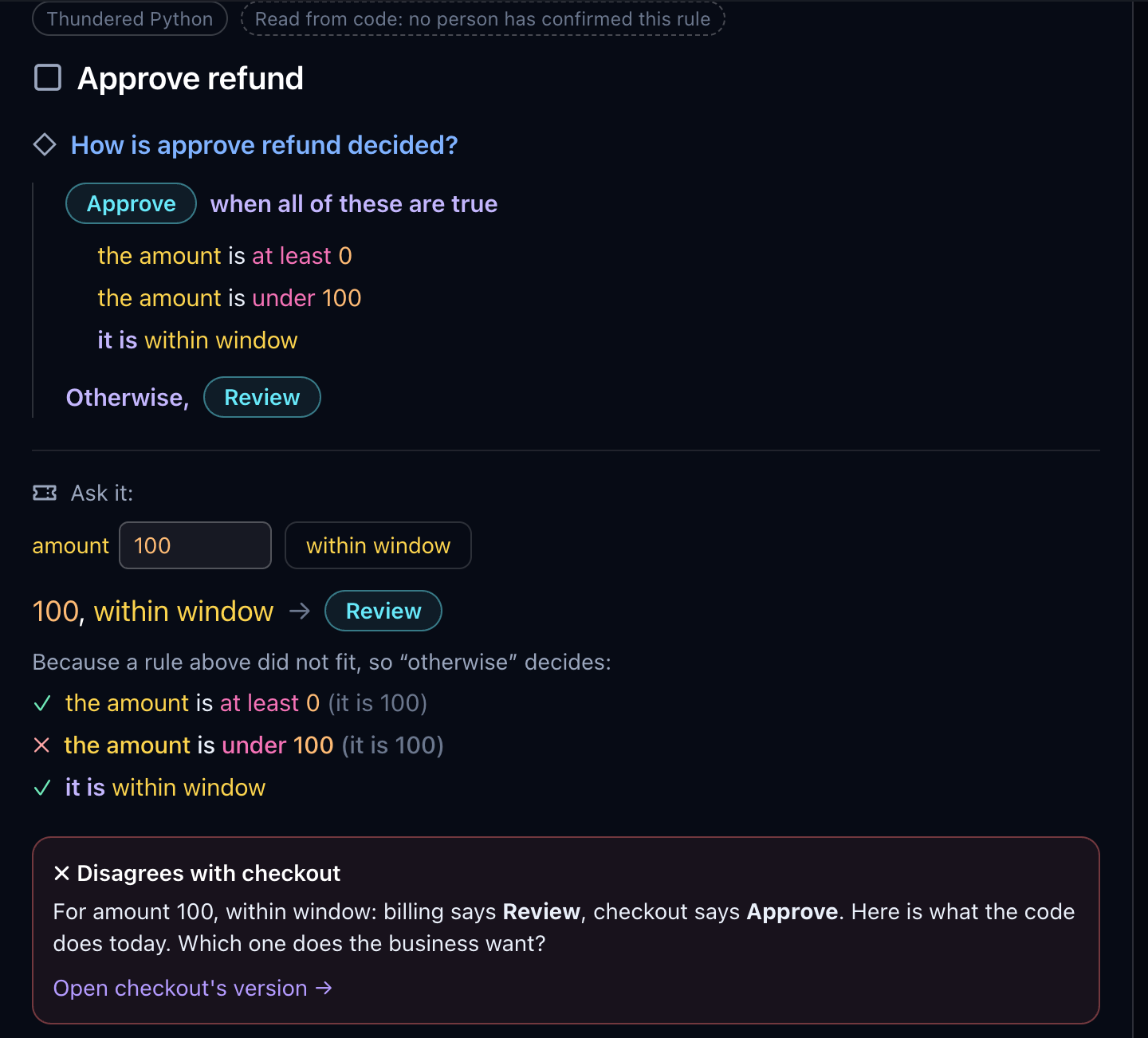 Thundered Python
Read from code: no person has confirmed this rule
Approve refund
How is approve refund decided?
Approve when all of these are true
the amount is at least 0
the amount is under 100
it is within window
Otherwise, Review
Ask it:
amount 100 within window
100, within window → Review
Because a rule above did not fit, so “otherwise” decides:
✓ the amount is at least 0 (it is 100)
✕ the amount is under 100 (it is 100)
✓ it is within window
✕ Disagrees with checkout
For amount 100, within window: billing says Review, checkout says Approve. Here is what the code
does today. Which one does the business want?
Open checkout's version →